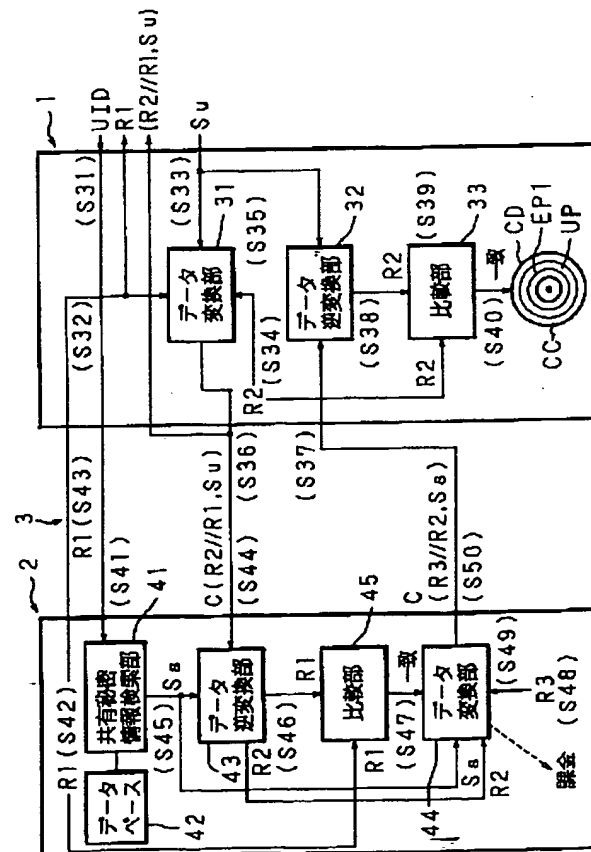 2
3
1
R1(S42)
R1(S43)
(S32)
(S31)
UID
R1
(R2//R1,Su)
(S41)
41
共有秘密
情報検索部
データ
ベース
42
(S45)
Ss
C(R2//R1,Su)
(S44)
(S36)
Su
(S33)
31
データ
変換部
(S35)
R2
(S34)
データ
逆変換部
43
R2
(S46)
R1
データ
逆変換部
32
(S37)
(S38)
R2
45
比較部
R1
(S47)
一致
(S39)
33
比較部
R2
(S40)
一致
CD
EP1
UP
CC
C
(R3//R2,Ss)
(S50)
(S49)
データ
変換部
44
Ss
R2
R3
(S48)
課金